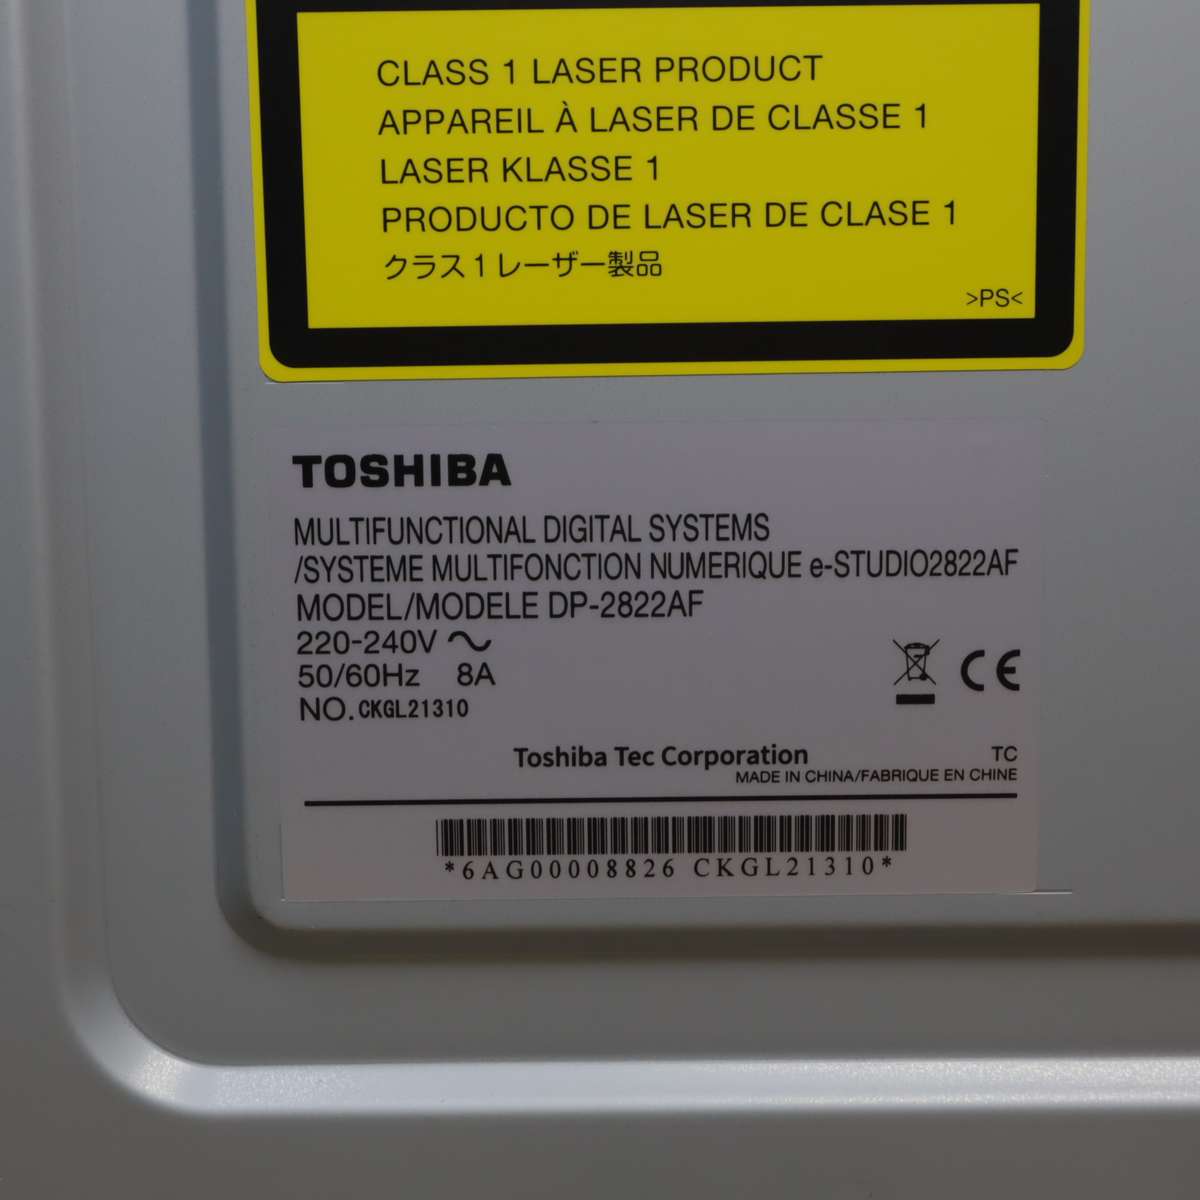 CLASS 1 LASER PRODUCT
APPAREIL À LASER DE CLASSE 1
LASER KLASSE 1
PRODUCTO DE LASER DE CLASE 1
クラス1レーザー製品
>PS<
TOSHIBA
MULTIFUNCTIONAL DIGITAL SYSTEMS
/SYSTEME MULTIFONCTION NUMERIQUE e-STUDIO2822AF
MODEL/MODELE DP-2822AF
220-240V ～
50/60Hz 8A
NO. CKGL21310
CE
Toshiba Tec Corporation TC
MADE IN CHINA/FABRIQUE EN CHINE
*6AG00008826 CKGL21310*